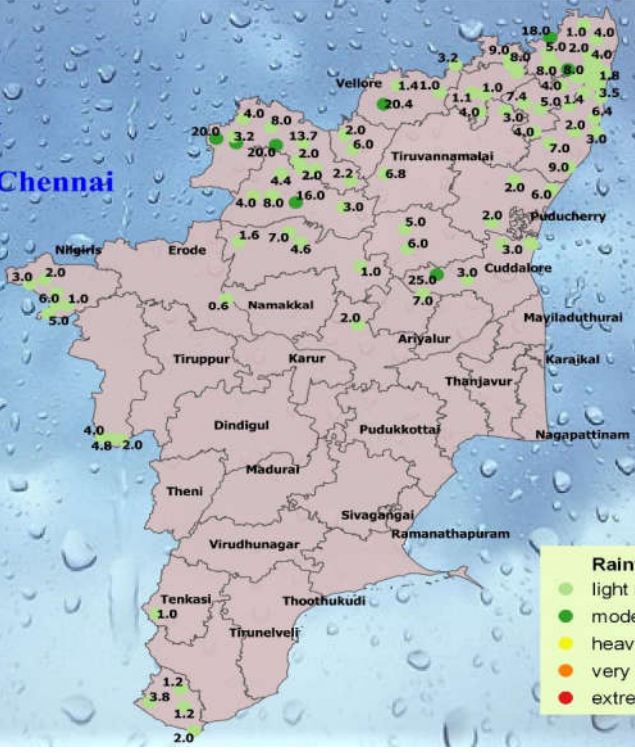 18.0 1.0 4.0
9.0 5.0 2.0
3.2 8.0 4.0
8.0 8.0 1.8
Vellore 1.4 1.0 1.0 4.0 3.5
20.4 1.1 7.4 5.0 1.4
4.0 3.0 6.4
4.0 8.0 2.0
20.0 3.2 13.7 2.0 4.0 3.0
20.0 2.0 6.0 7.0
Tiruvannamalai 9.0
4.4 2.0 2.2 6.8
Chennai
2.0 6.0
4.0 8.0 16.0 3.0
2.0 Puducherry
5.0
1.6 7.0 6.0 3.0
Nilgiris Erode 4.6
3.0 2.0 1.0 25.0 3.0 Cuddalore
6.0 1.0 0.6 Namakkal 7.0
5.0 2.0 Mayiladuthurai
Ariyalur
Tiruppur Karur Karaikal
Thanjavur
Dindigul Pudukkottai
4.0 Nagapattinam
4.8 2.0
Madurai
Theni
Sivagangai
Ramanathapuram
Virudhunagar
Rain
light
Tenkasi Thoothukudi
1.0
Tirunelveli
very
1.2
3.8
1.2
2.0